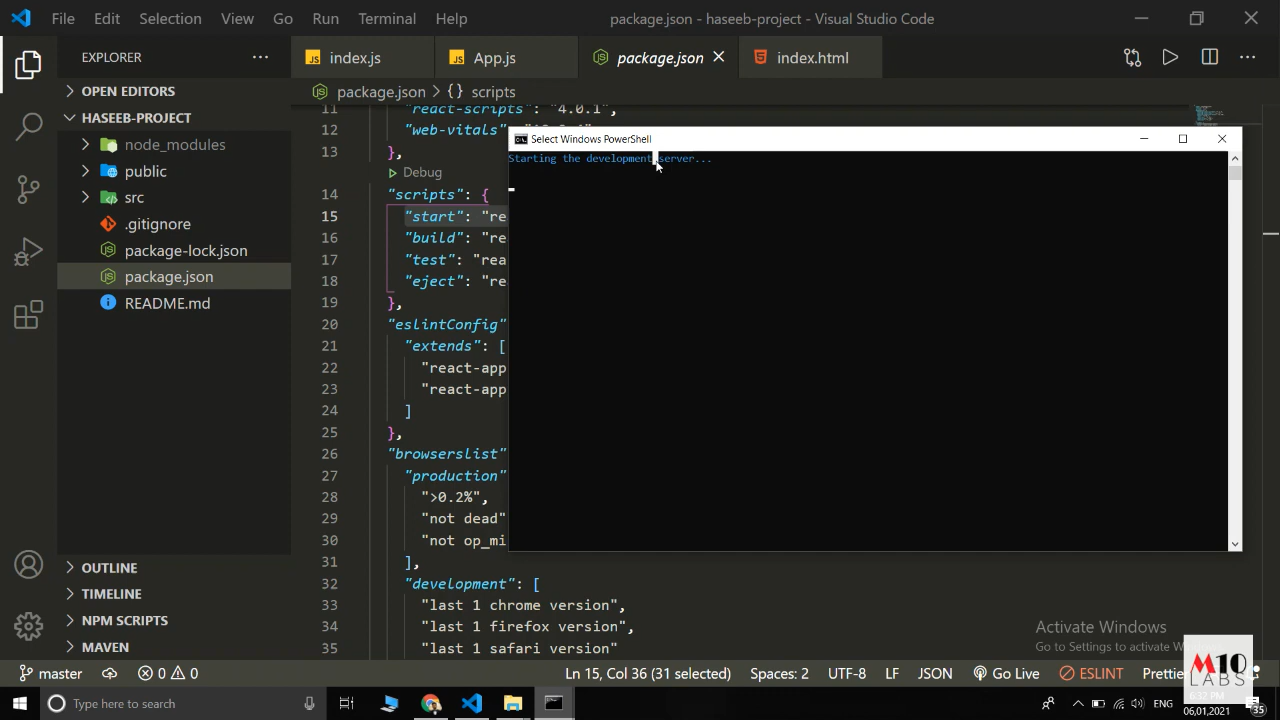 File Edit Selection View Go Run Terminal Help package.json - haseeb-project - Visual Studio Code
EXPLORER
JS index.js
JS App.js
package.json
index.html
OPEN EDITORS
HASEEB-PROJECT
node_modules
public
src
.gitignore
package-lock.json
package.json
README.md
OUTLINE
TIMELINE
NPM SCRIPTS
MAVEN
package.json > {} scripts
11 "react-scripts": "4.0.1",
12 "web-vitals"
13 },
Debug
14 "scripts": {
15 "start": "re
16 "build": "re
17 "test": "rea
18 "eject": "re
19 },
20 "eslintConfig"
21 "extends": [
22 "react-app
23 "react-app
24 ]
25 },
26 "browserslist"
27 "production"
28 ">0.2%",
29 "not dead"
30 "not op_mi
31 ],
32 "development": [
33 "last 1 chrome version",
34 "last 1 firefox version",
35 "last 1 safari version"
Select Windows PowerShell
Starting the development server...
Activate Windows
Go to Settings to activate W
M10
LABS
master 0 0 Ln 15, Col 36 (31 selected) Spaces: 2 UTF-8 LF JSON Go Live ESLINT Prettie
Type here to search
ENG
6:32 PM
06,01,2021
35